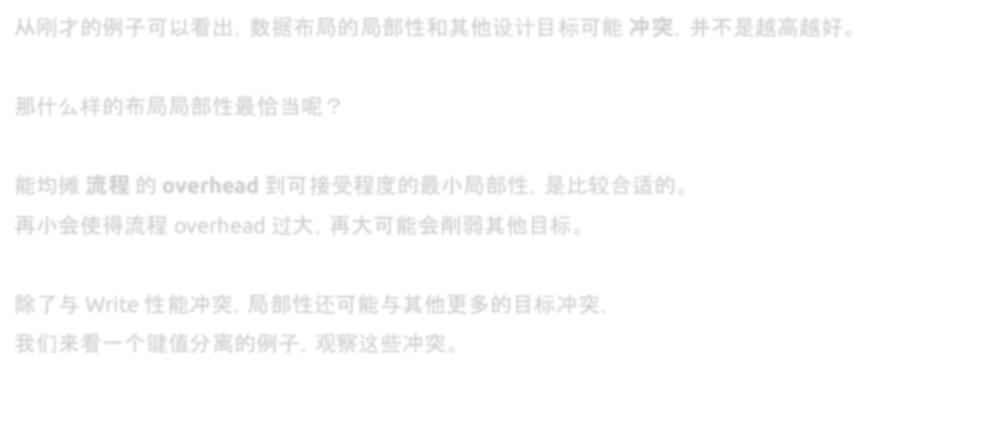 从刚才的例子可以看出, 数据布局的局部性和其他设计目标可能 冲突, 并不是越高越好。
那什么样的布局局部性最恰当呢？
能均摊 流程 的 overhead 到可接受程度的最小局部性, 是比较合适的。
再小会使得流程 overhead 过大, 再大可能会削弱其他目标。
除了与 Write 性能冲突, 局部性还可能与其他更多的目标冲突,
我们来看一个键值分离的例子, 观察这些冲突。